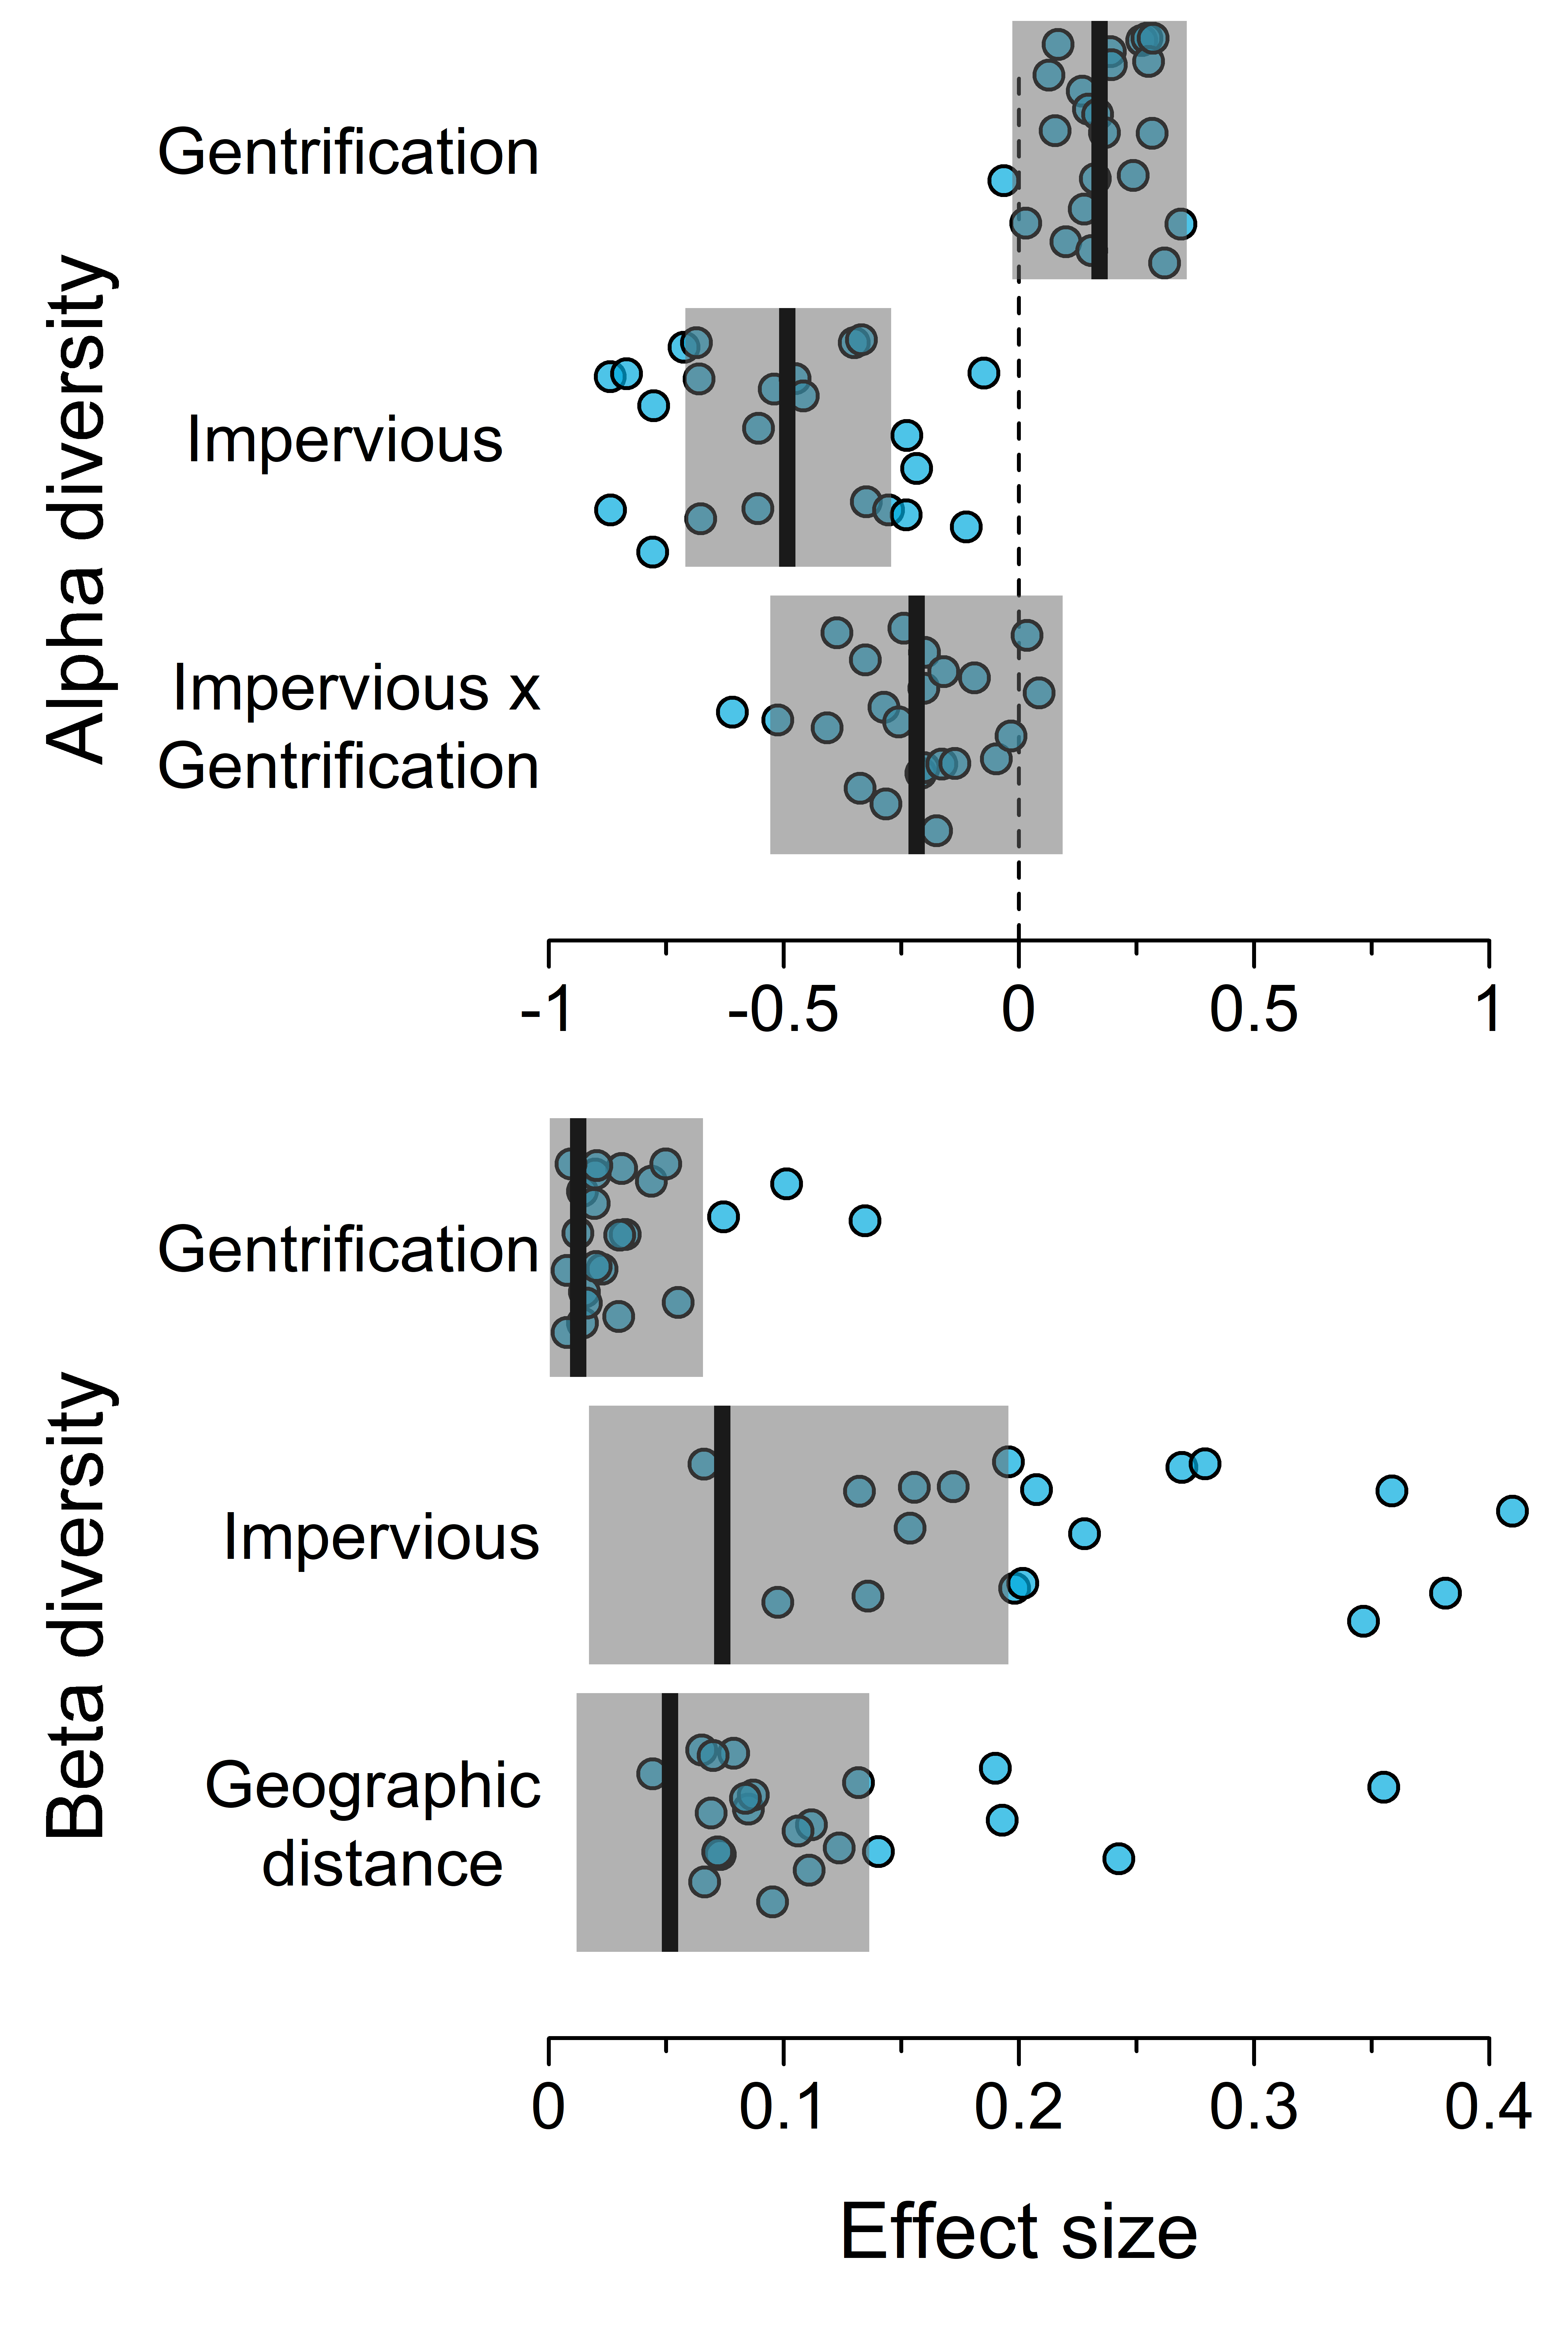 Alpha diversity
Gentrification
Impervious
Impervious x
Gentrification
-1 -0.5 0 0.5 1
Beta diversity
Gentrification
Impervious
Geographic
distance
0 0.1 0.2 0.3 0.4
Effect size